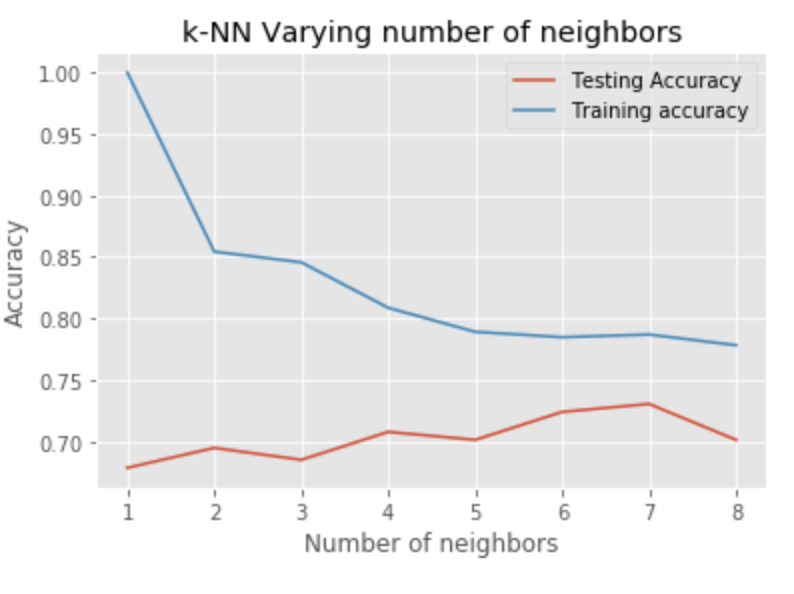 k-NN Varying number of neighbors
Testing Accuracy
Training accuracy
1.00
0.95
0.90
0.85
0.80
0.75
0.70
Accuracy
1 2 3 4 5 6 7 8
Number of neighbors